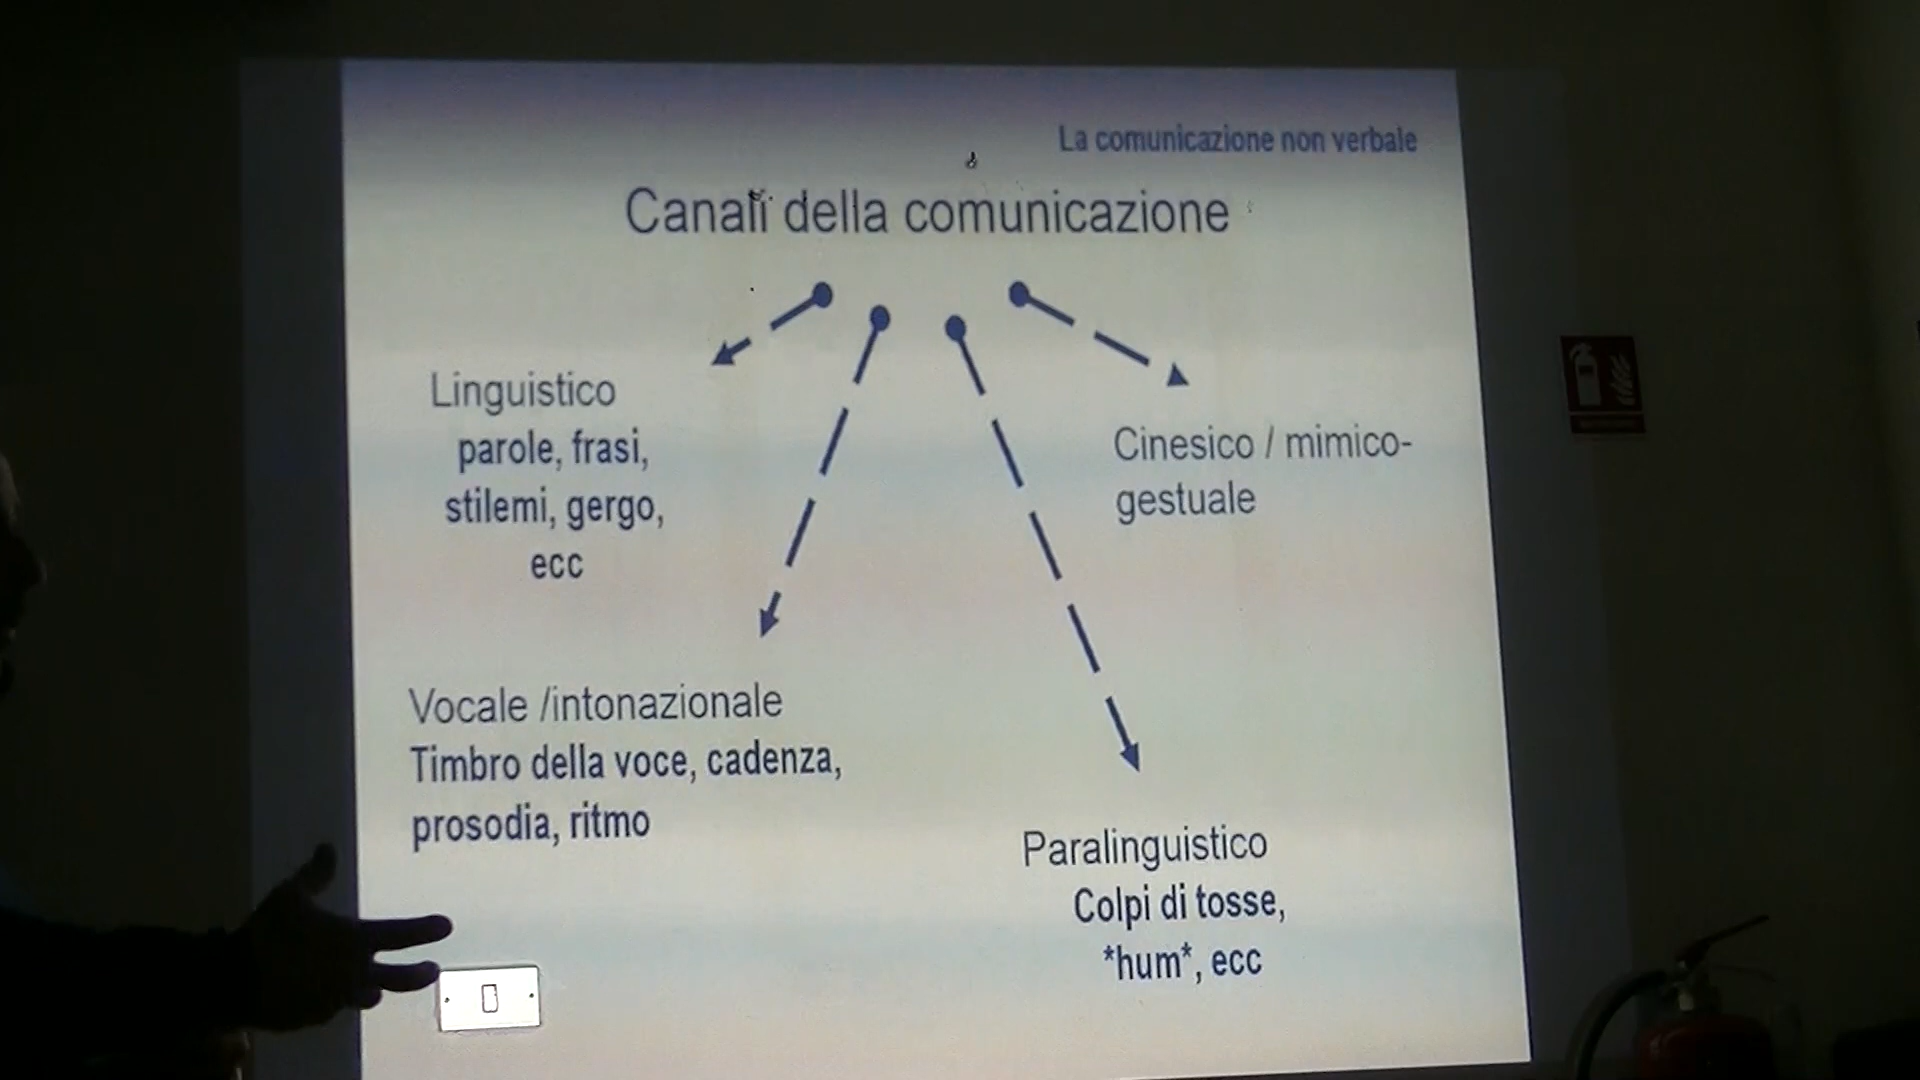 La comunicazione non verbale
Canali della comunicazione
Linguistico
parole, frasi,
stilemi, gergo,
ecc
Cinesico / mimico-
gestuale
Vocale /intonazionale
Timbro della voce, cadenza,
prosodia, ritmo
Paralinguistico
Colpi di tosse,
*hum*, ecc